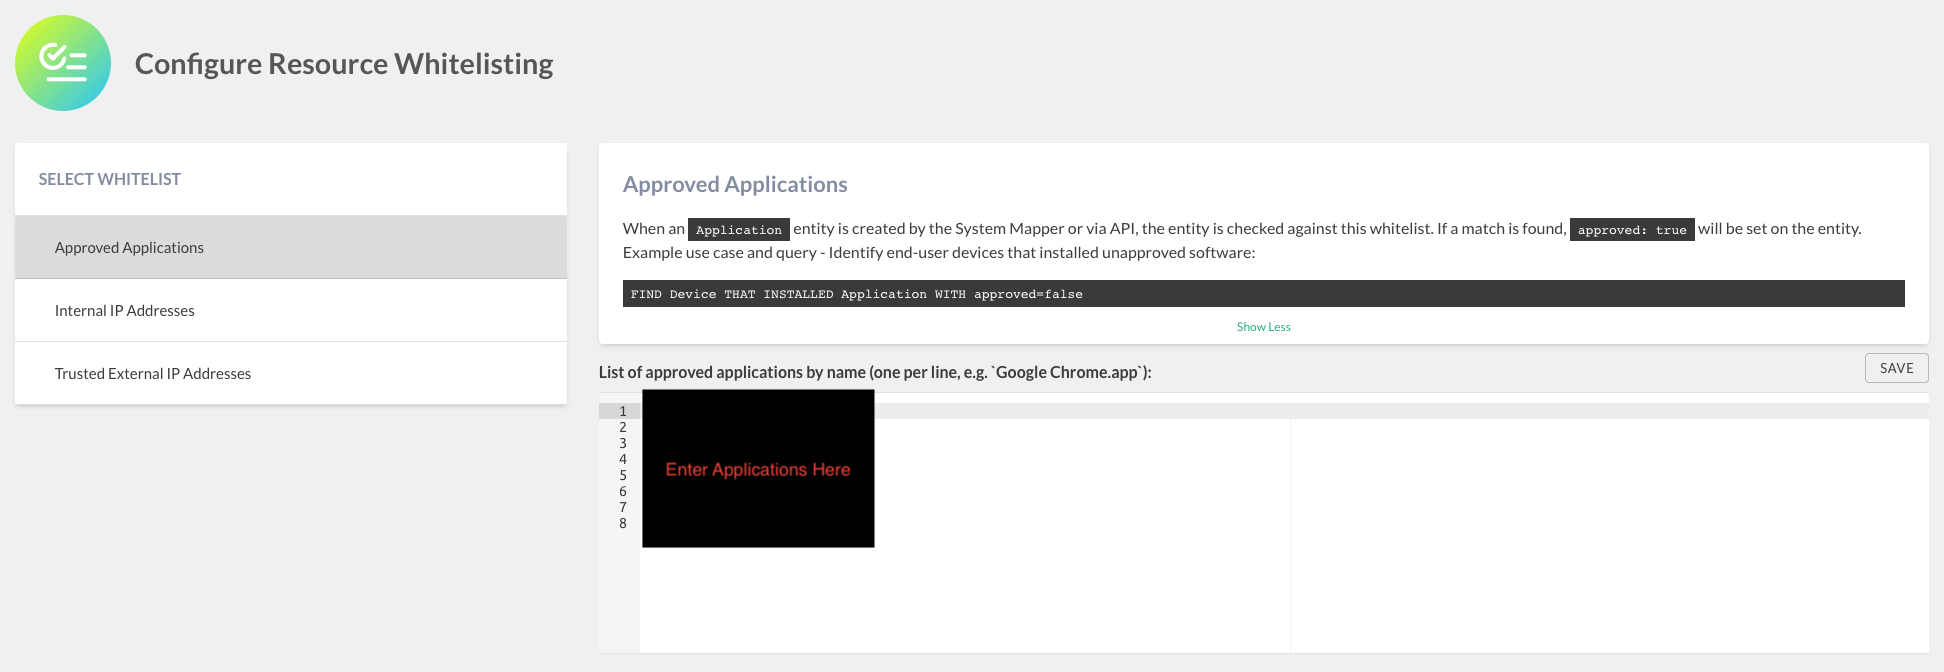 Configure Resource Whitelisting
SELECT WHITELIST
Approved Applications
Internal IP Addresses
Trusted External IP Addresses
Approved Applications
When an Application entity is created by the System Mapper or via API, the entity is checked against this whitelist. If a match is found, approved: true will be set on the entity.
Example use case and query - Identify end-user devices that installed unapproved software:
FIND Device THAT INSTALLED Application WITH approved=false
Show Less
List of approved applications by name (one per line, e.g. `Google Chrome.app`):
SAVE
1
2
3
4
5
6
7
8
Enter Applications Here